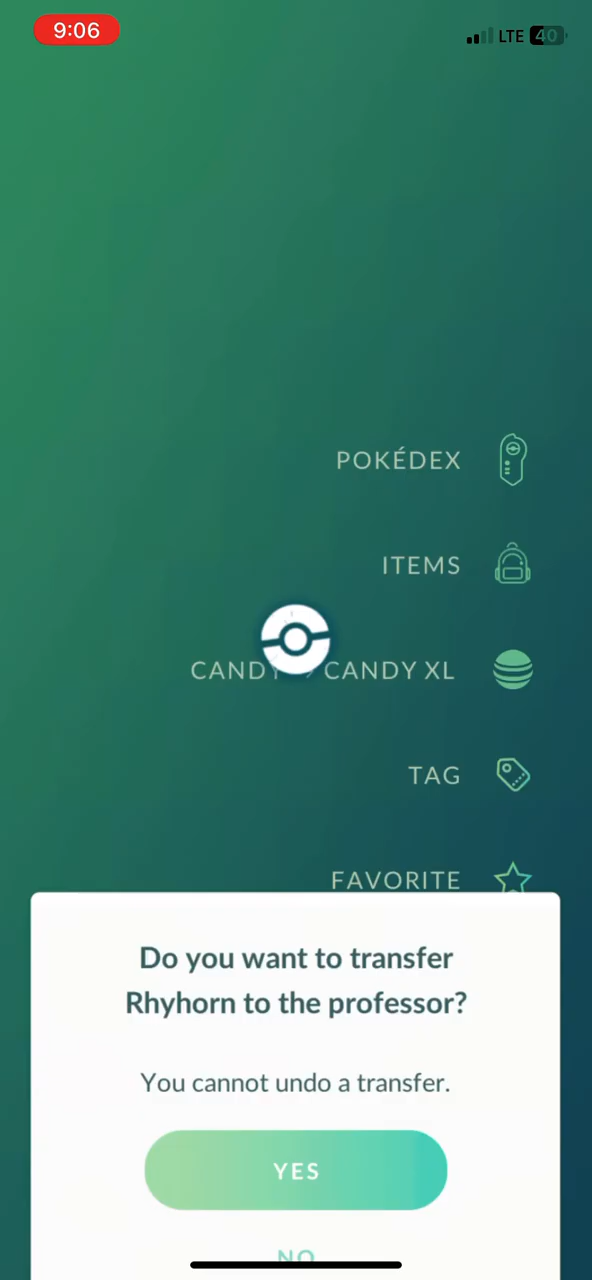 9:06
LTE 40
POKÉDEX
ITEMS
CANDY CANDY XL
TAG
FAVORITE
Do you want to transfer
Rhyhorn to the professor?
You cannot undo a transfer.
YES
NO